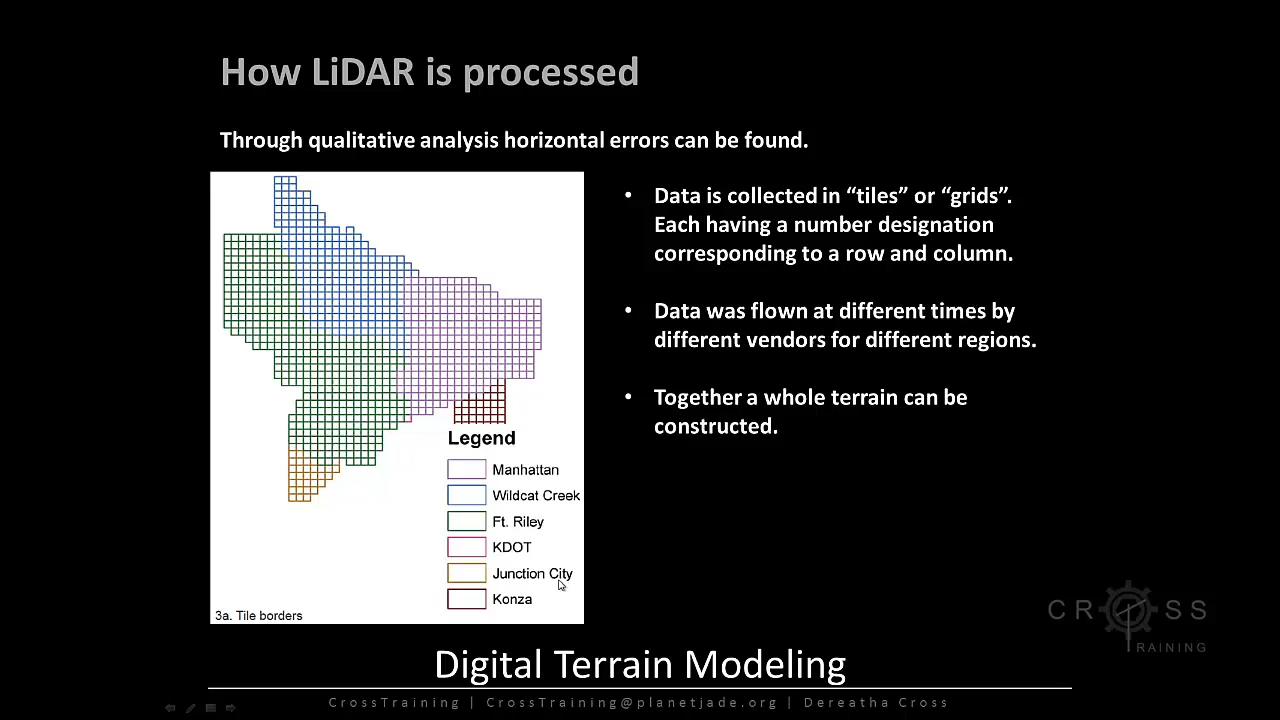 How LiDAR is processed
Through qualitative analysis horizontal errors can be found.
• Data is collected in “tiles” or “grids”.
Each having a number designation
corresponding to a row and column.
• Data was flown at different times by
different vendors for different regions.
• Together a whole terrain can be
constructed.
Legend
Manhattan
Wildcat Creek
Ft. Riley
KDOT
Junction City
Konza
3a. Tile borders
CROSS
TRAINING
Digital Terrain Modeling
CrossTraining | CrossTraining@planetjade.org | Dereatha Cross